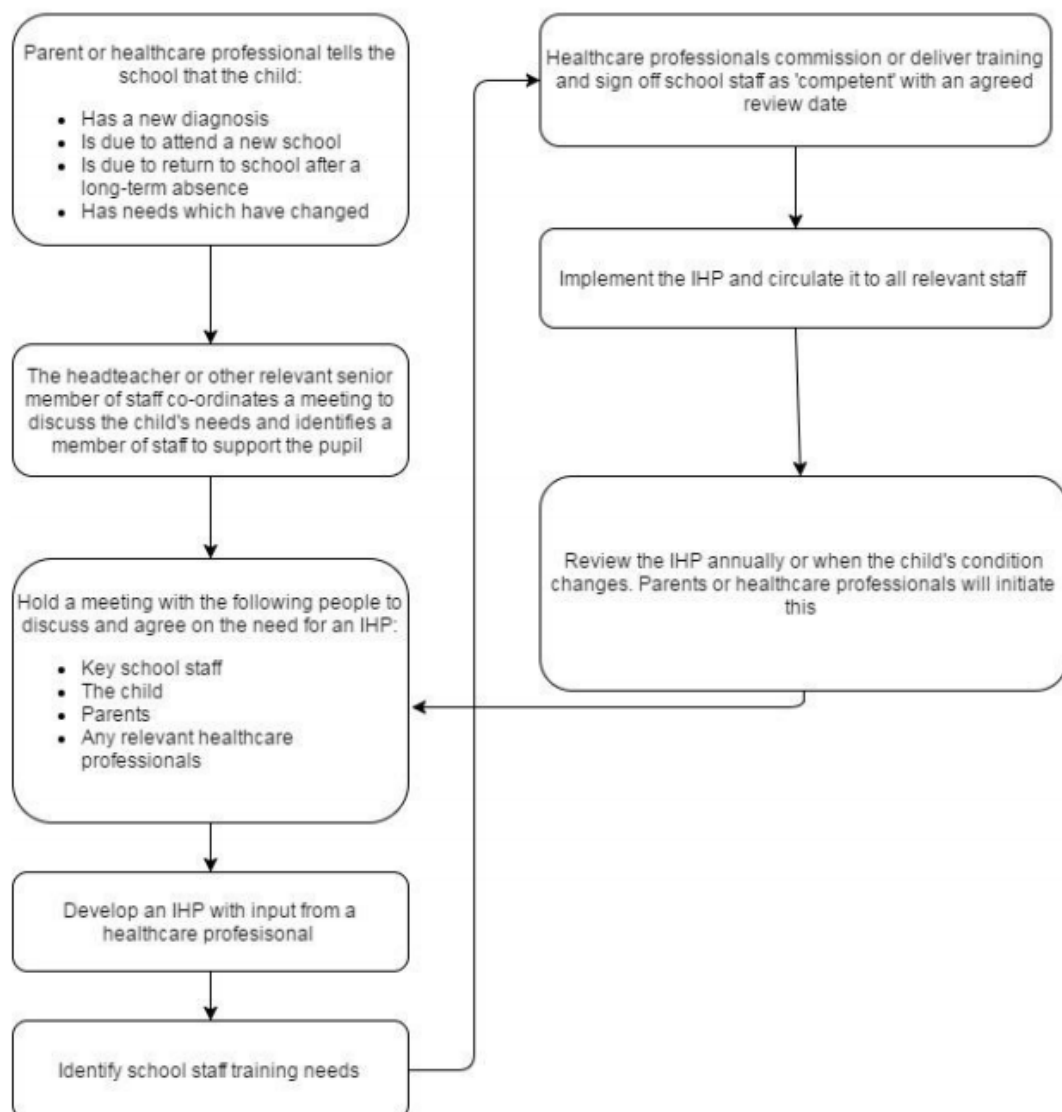 Parent or healthcare professional tells the
school that the child:
• Has a new diagnosis
• Is due to attend a new school
• Is due to return to school after a
long-term absence
• Has needs which have changed
The headteacher or other relevant senior
member of staff co-ordinates a meeting to
discuss the child's needs and identifies a
member of staff to support the pupil
Hold a meeting with the following people to
discuss and agree on the need for an IHP:
• Key school staff
• The child
• Parents
• Any relevant healthcare
professionals
Develop an IHP with input from a
healthcare profesisonal
Identify school staff training needs
Healthcare professionals commission or deliver training
and sign off school staff as 'competent' with an agreed
review date
Implement the IHP and circulate it to all relevant staff
Review the IHP annually or when the child's condition
changes. Parents or healthcare professionals will initiate
this